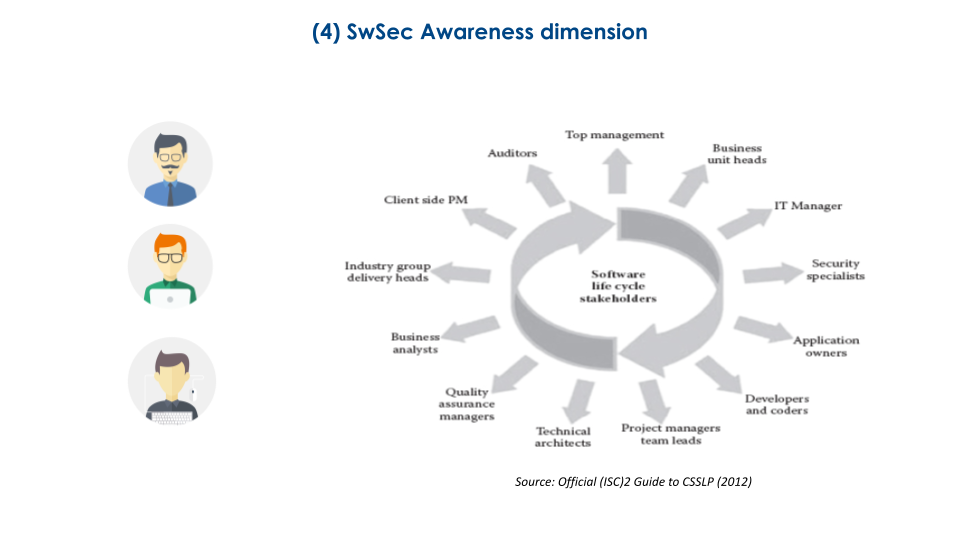 (4) SwSec Awareness dimension
Top management
Auditors
Business
unit heads
Client side PM
IT Manager
Industry group
delivery heads
Software
life cycle
stakeholders
Security
specialists
Business
analysts
Application
owners
Quality
assurance
managers
Developers
and coders
Technical
architects
Project managers
team leads
Source: Official (ISC)2 Guide to CSSLP (2012)